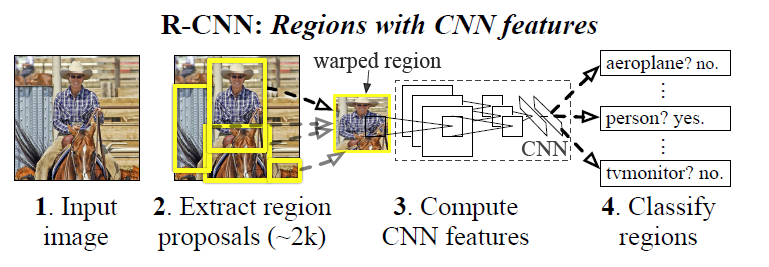 R-CNN: Regions with CNN features
warped region
aeroplane? no.
⋮
person? yes.
⋮
tvmonitor? no.
CNN
1. Input
image
2. Extract region
proposals (~2k)
3. Compute
CNN features
4. Classify
regions